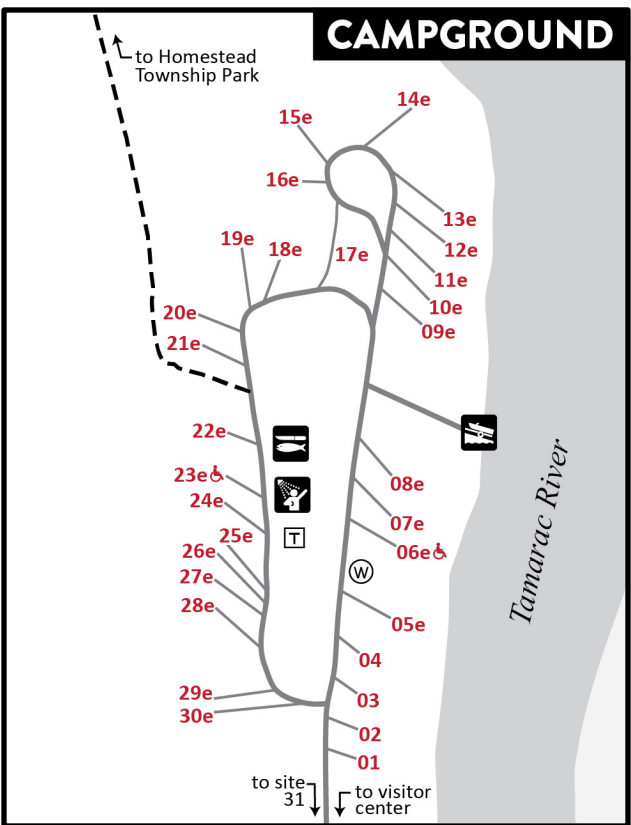 CAMPGROUND
to Homestead
Township Park
14e
15e
16e
13e
12e
19e
18e
17e
11e
10e
20e
09e
21e
22e
23e
08e
24e
07e
25e
T
06e
26e
W
27e
28e
05e
04
29e
03
30e
02
01
to site
31
to visitor
center
Tamarac River